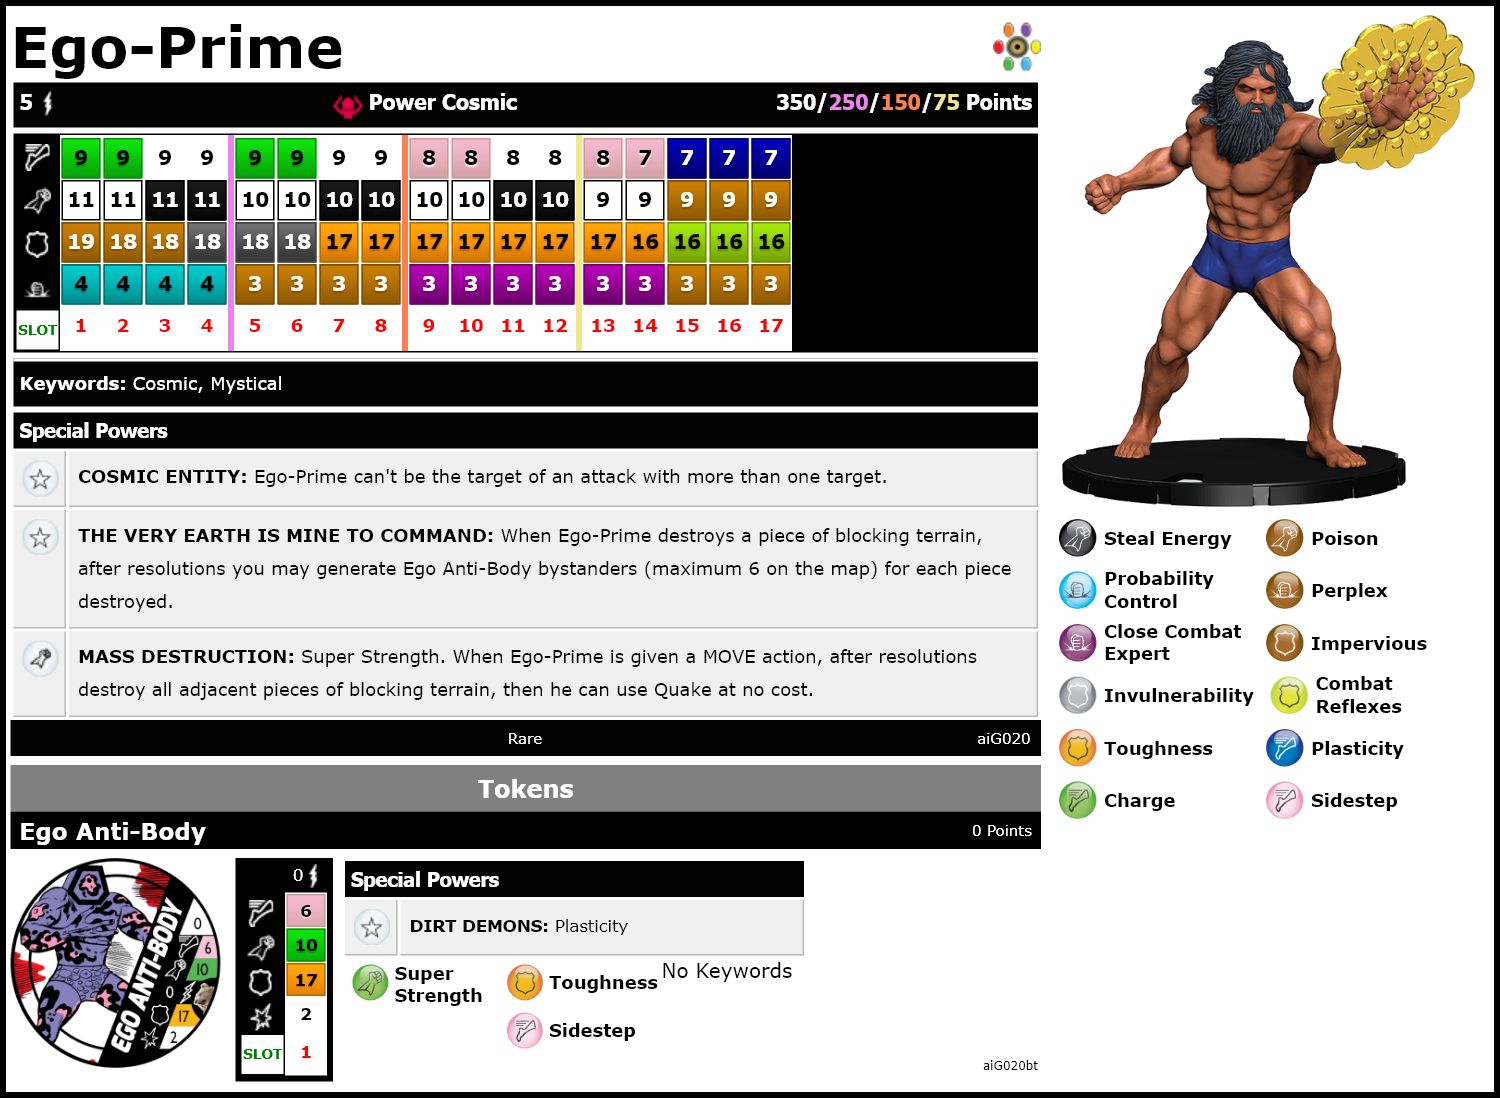 Ego-Prime
5 Power Cosmic 350/250/150/75 Points
9 9 9 9 9 9 9 9 8 8 8 8 8 7 7 7 7
11 11 11 11 10 10 10 10 10 10 10 10 9 9 9 9 9
19 18 18 18 18 18 17 17 17 17 17 17 17 16 16 16 16
4 4 4 4 3 3 3 3 3 3 3 3 3 3 3 3 3
SLOT 1 2 3 4 5 6 7 8 9 10 11 12 13 14 15 16 17
Keywords: Cosmic, Mystical
Special Powers
COSMIC ENTITY: Ego-Prime can't be the target of an attack with more than one target.
THE VERY EARTH IS MINE TO COMMAND: When Ego-Prime destroys a piece of blocking terrain,
after resolutions you may generate Ego Anti-Body bystanders (maximum 6 on the map) for each piece
destroyed.
MASS DESTRUCTION: Super Strength. When Ego-Prime is given a MOVE action, after resolutions
destroy all adjacent pieces of blocking terrain, then he can use Quake at no cost.
Rare aiG020
Steal Energy
Poison
Probability
Control
Perplex
Close Combat
Expert
Impervious
Invulnerability
Combat
Reflexes
Toughness
Plasticity
Charge
Sidestep
Tokens
Ego Anti-Body 0 Points
EGO ANTI-BODY
0
6
10
0
17
2
0
6
10
17
2
SLOT 1
Special Powers
DIRT DEMONS: Plasticity
Super
Strength
Toughness
Sidestep
No Keywords
aiG020bt